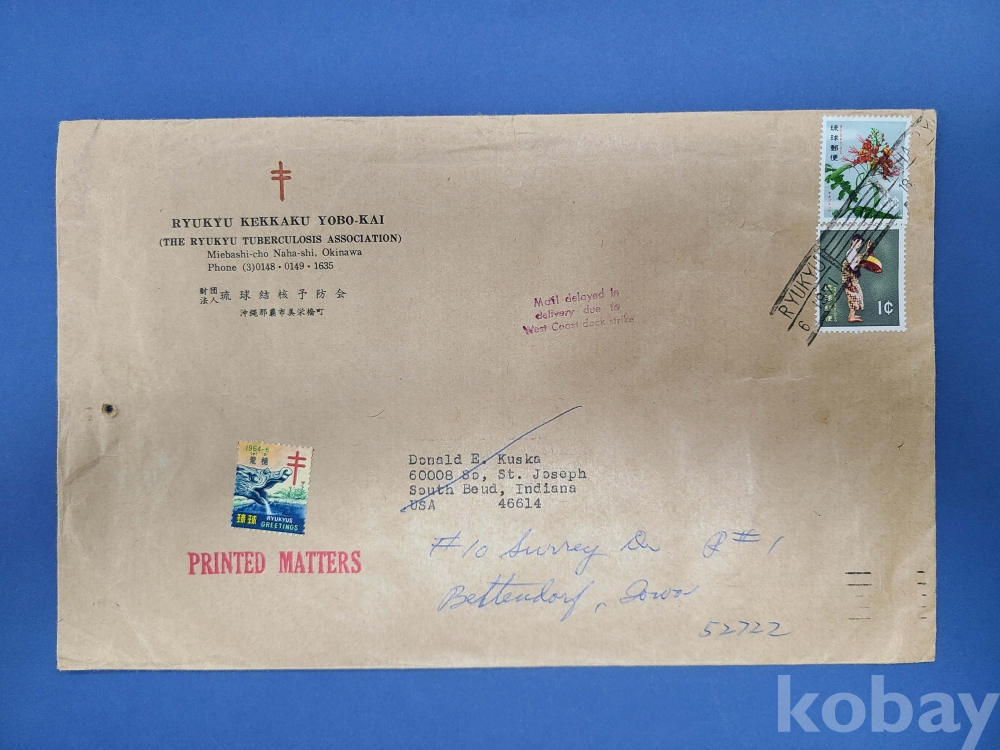 RYUKYU KEKKAKU YOBO-KAI
(THE RYUKYU TUBERCULOSIS ASSOCIATION)
Miebashi-cho Naha-shi, Okinawa
Phone (3)0148・0149・1635
財団法人 琉球結核予防会
沖縄那覇市美栄橋町
琉球郵便
RYUKYU
1¢
Mail delayed in
delivery due to
West Coast dock strike
1964-5
龍樋
琉球
RYUKYUS
GREETINGS
PRINTED MATTERS
Donald E. Kuska
60008 So, St. Joseph
South Beud, Indiana
USA 46614
#10 Surrey Dr R#1
Bettendorf, Iowa
52722
kobay